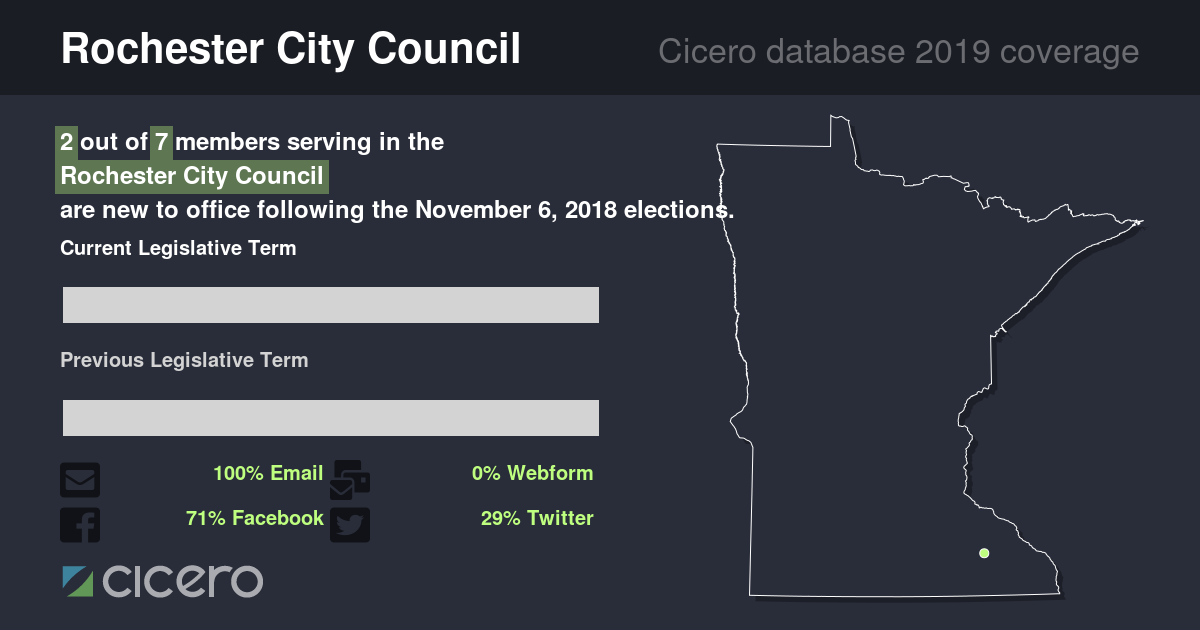 Rochester City Council
Cicero database 2019 coverage
2 out of 7 members serving in the
Rochester City Council
are new to office following the November 6, 2018 elections.
Current Legislative Term
Previous Legislative Term
100% Email
0% Webform
71% Facebook
29% Twitter
cicero